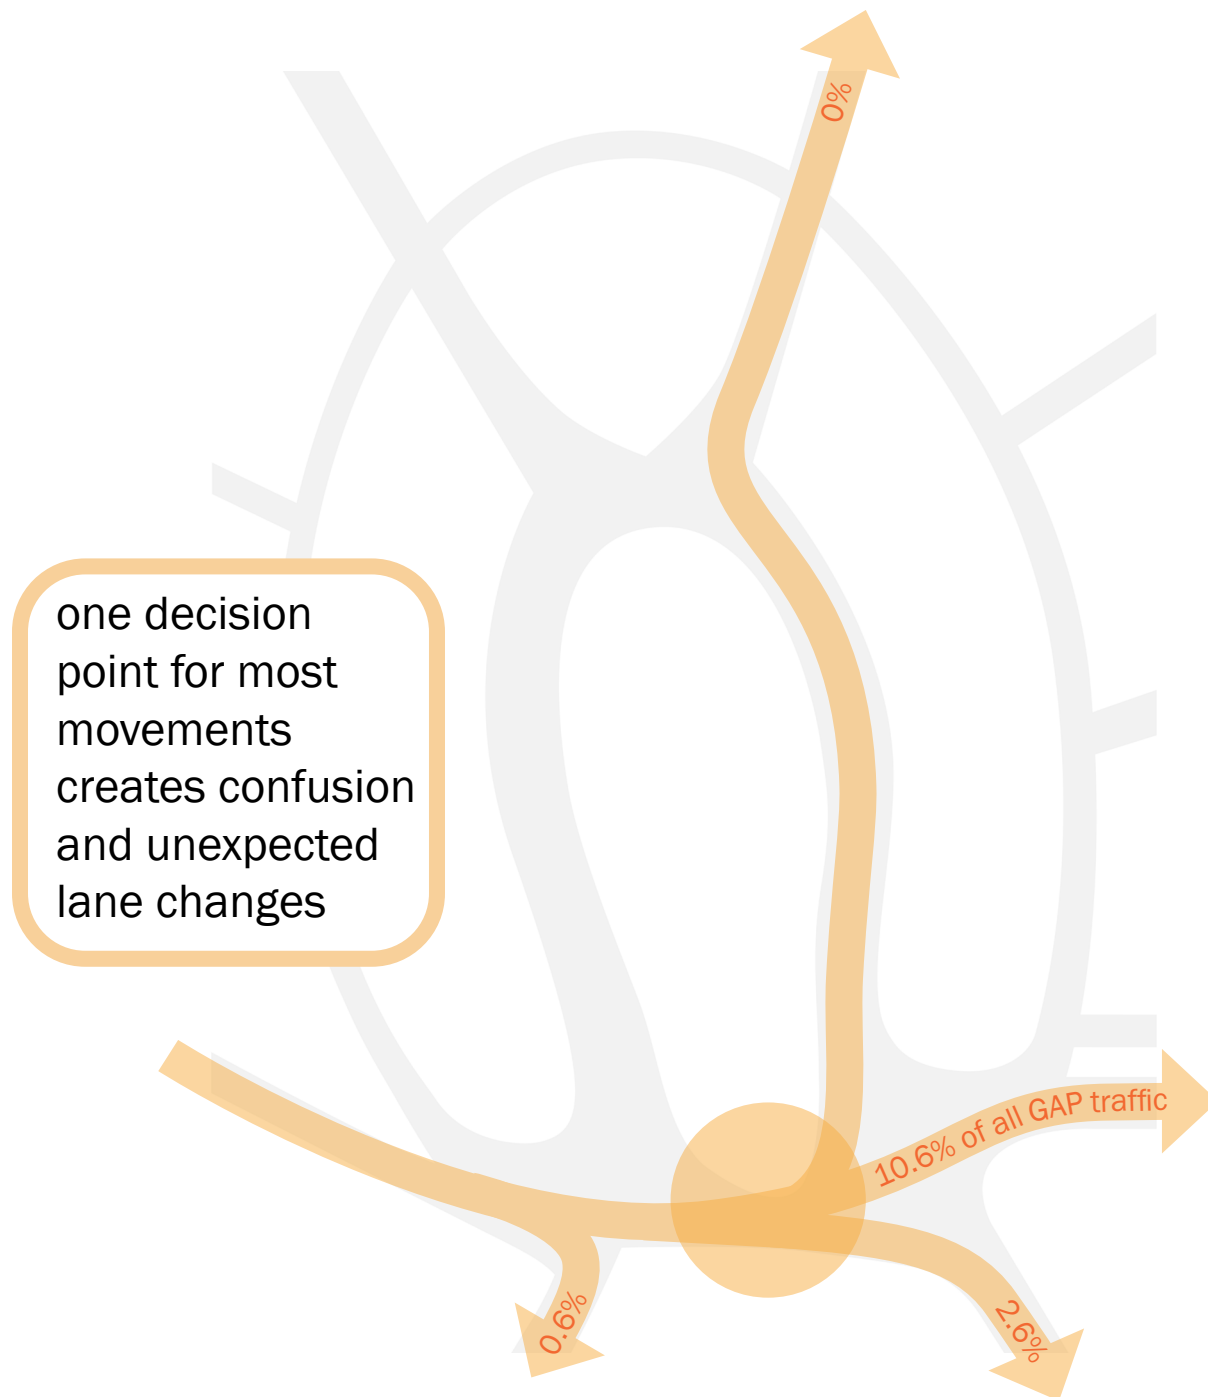 0%
one decision
point for most
movements
creates confusion
and unexpected
lane changes
10.6% of all GAP traffic
0.6%
2.6%